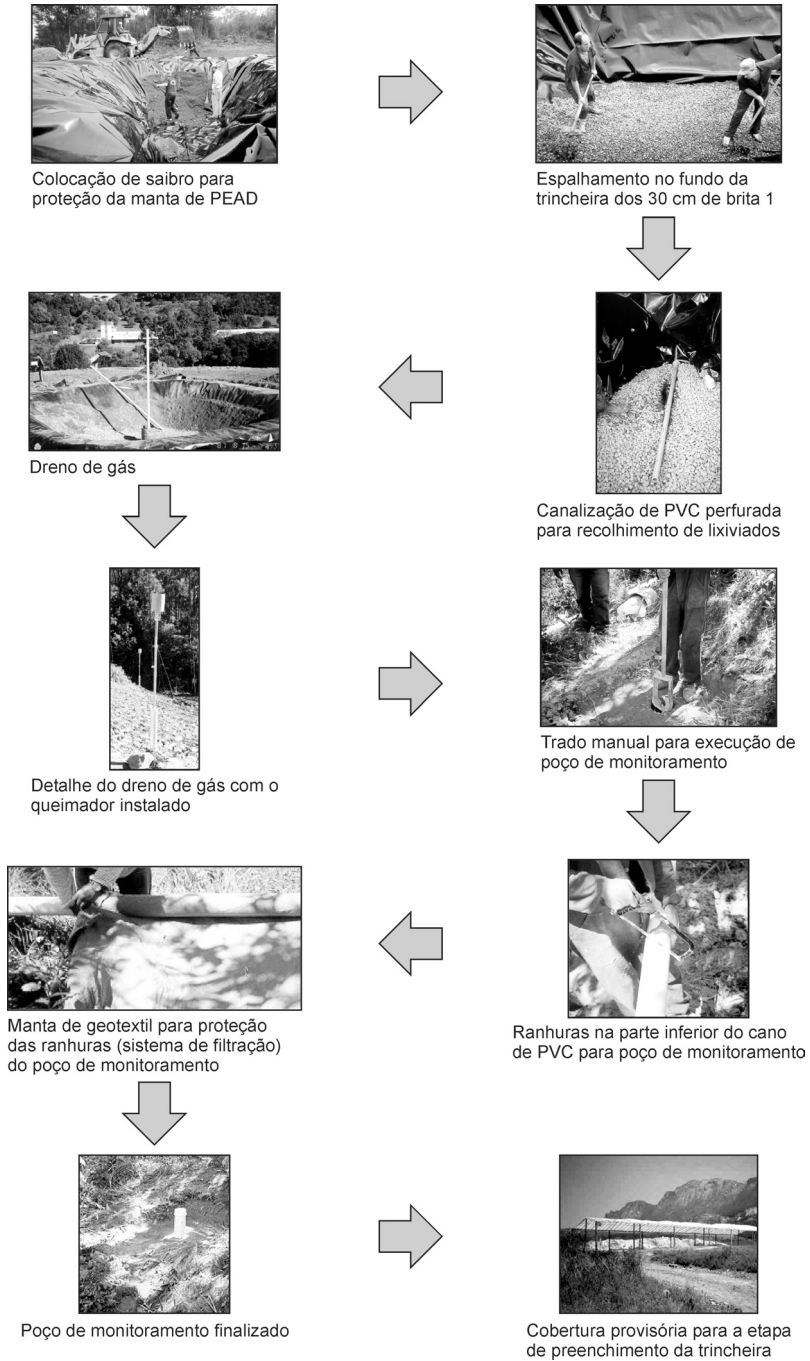 Colocação de saibro para
proteção da manta de PEAD
Espalhamento no fundo da
trincheira dos 30 cm de brita 1
Canalização de PVC perfurada
para recolhimento de lixiviados
Dreno de gás
Detalhe do dreno de gás com o
queimador instalado
Trado manual para execução de
poço de monitoramento
Ranhuras na parte inferior do cano
de PVC para poço de monitoramento
Manta de geotextil para proteção
das ranhuras (sistema de filtração)
do poço de monitoramento
Poço de monitoramento finalizado
Cobertura provisória para a etapa
de preenchimento da trincheira